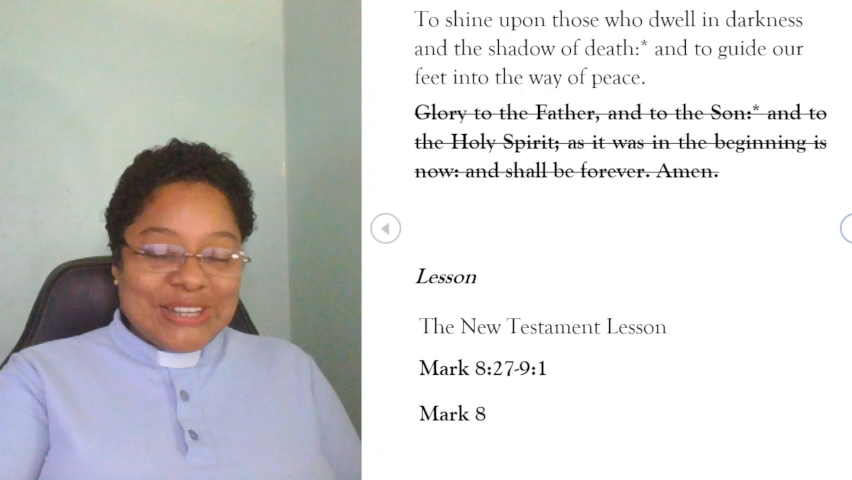 To shine upon those who dwell in darkness
and the shadow of death:* and to guide our
feet into the way of peace.
Glory to the Father, and to the Son:* and to
the Holy Spirit; as it was in the beginning is
now: and shall be forever. Amen.
Lesson
The New Testament Lesson
Mark 8:27-9:1
Mark 8